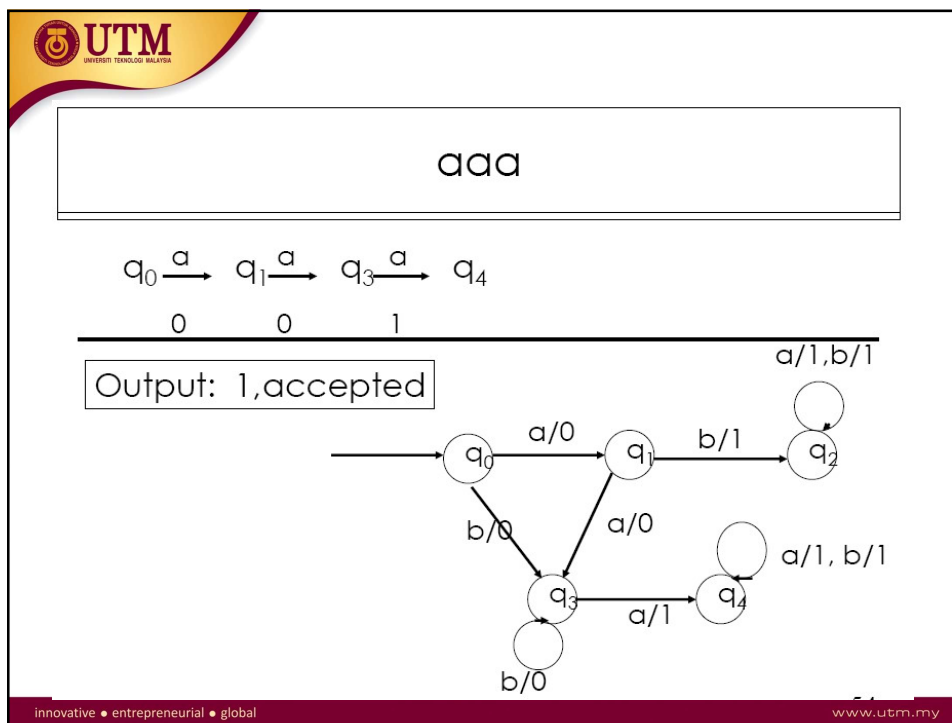 UTM
UNIVERSITI TEKNOLOGI MALAYSIA
aaa
q0 a q1 a q3 a q4
0 0 1
Output: 1,accepted
a/1,b/1
a/0
b/1
q0
q1
q2
b/0
a/0
a/1, b/1
q3
a/1
q4
b/0
innovative ● entrepreneurial ● global
www.utm.my